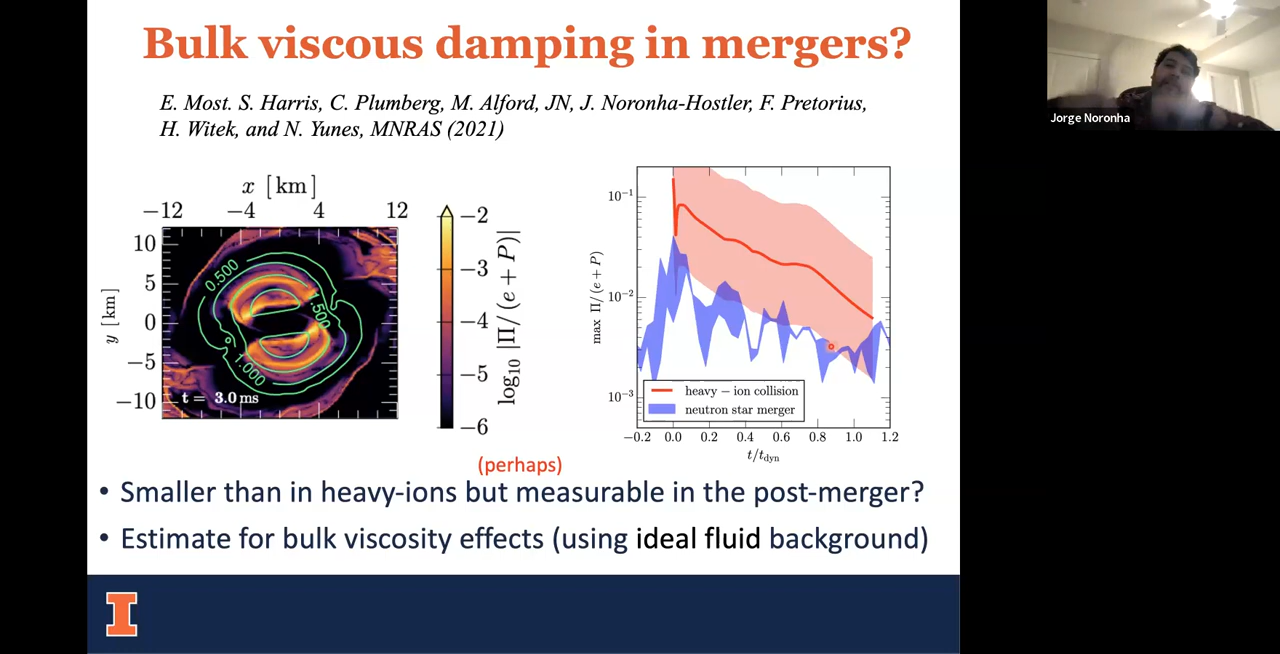 Bulk viscous damping in mergers?
E. Most. S. Harris, C. Plumberg, M. Alford, JN, J. Noronha-Hostler, F. Pretorius,
H. Witek, and N. Yunes, MNRAS (2021)
x [km]
−12 −4 4 12
10
5
0
−5
−10
y [km]
0.500
1.500
1.000
t = 3.0 ms
−2
−3
−4
−5
−6
log₁₀ |Π/(e + P)|
10⁻¹
10⁻²
10⁻³
max Π/(e + P)
heavy − ion collision
neutron star merger
−0.2 0.0 0.2 0.4 0.6 0.8 1.0 1.2
t/t_dyn
(perhaps)
• Smaller than in heavy-ions but measurable in the post-merger?
• Estimate for bulk viscosity effects (using ideal fluid background)
I
Jorge Noronha